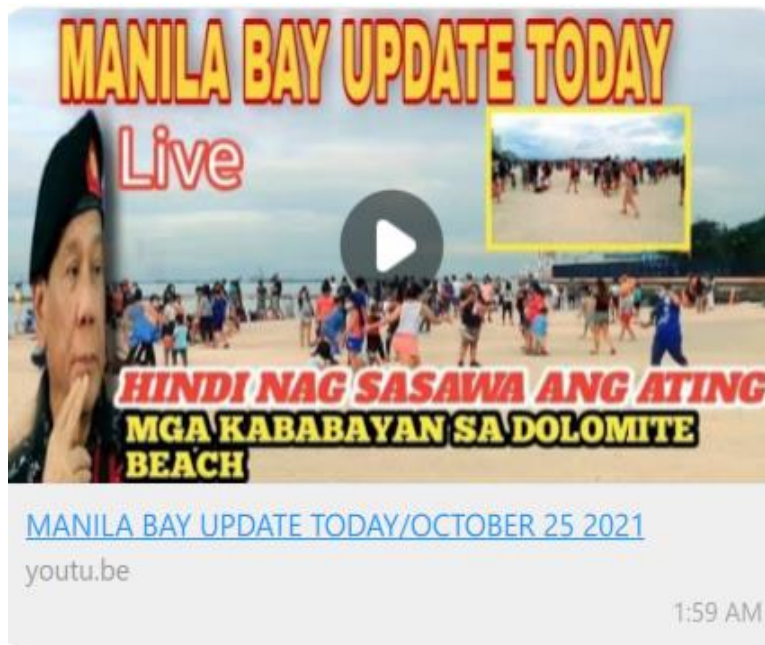 MANILA BAY UPDATE TODAY
Live
HINDI NAG SASAWA ANG ATING
MGA KABABAYAN SA DOLOMITE
BEACH
MANILA BAY UPDATE TODAY/OCTOBER 25 2021
youtu.be
1:59 AM